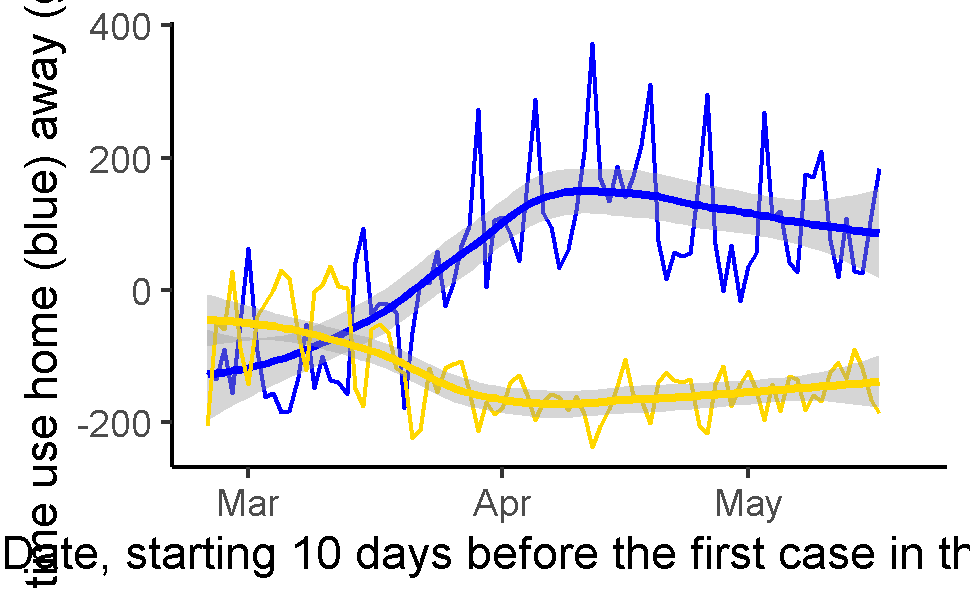 time use home (blue) away (
400
200
0
-200
Mar Apr May
Date, starting 10 days before the first case in th